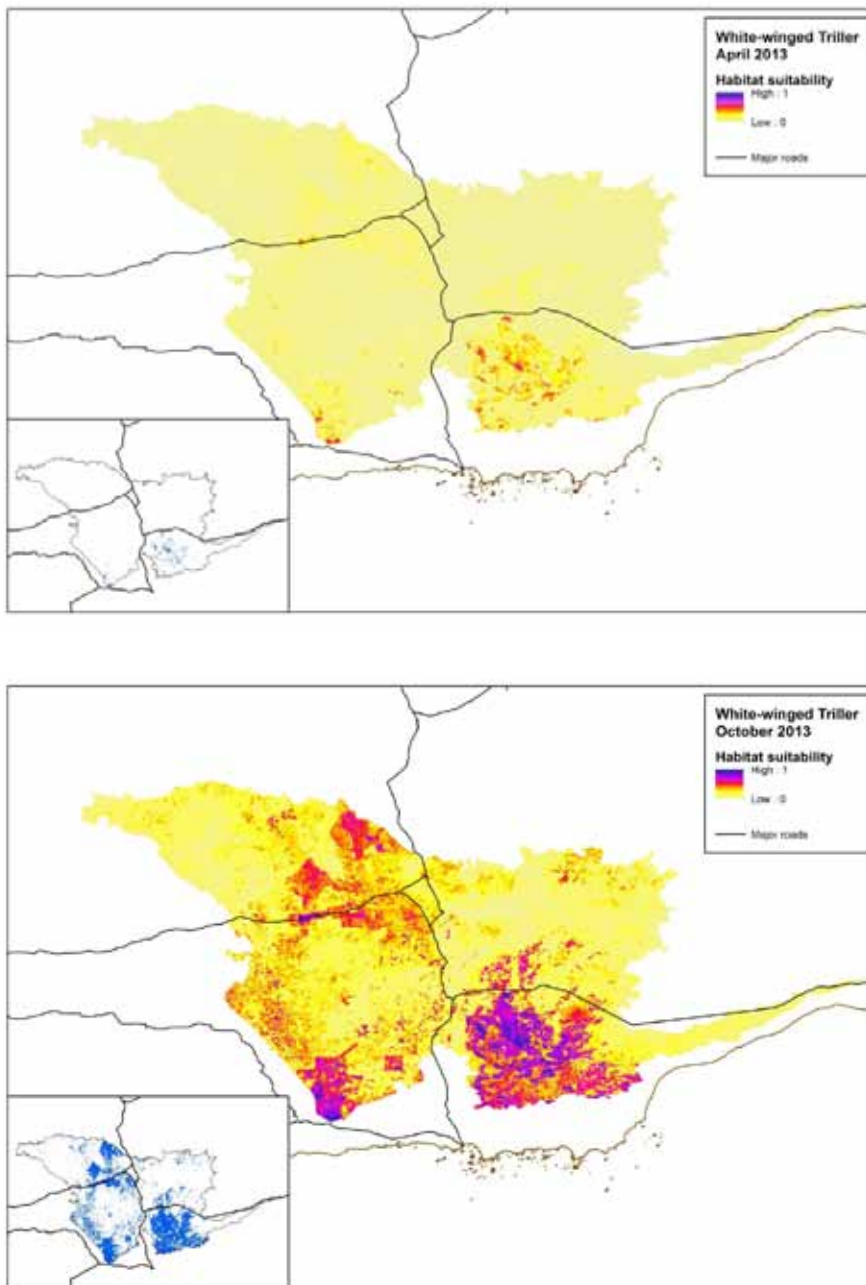 White-winged Triller
April 2013
Habitat suitability
High : 1
Low : 0
Major roads
White-winged Triller
October 2013
Habitat suitability
High : 1
Low : 0
Major roads